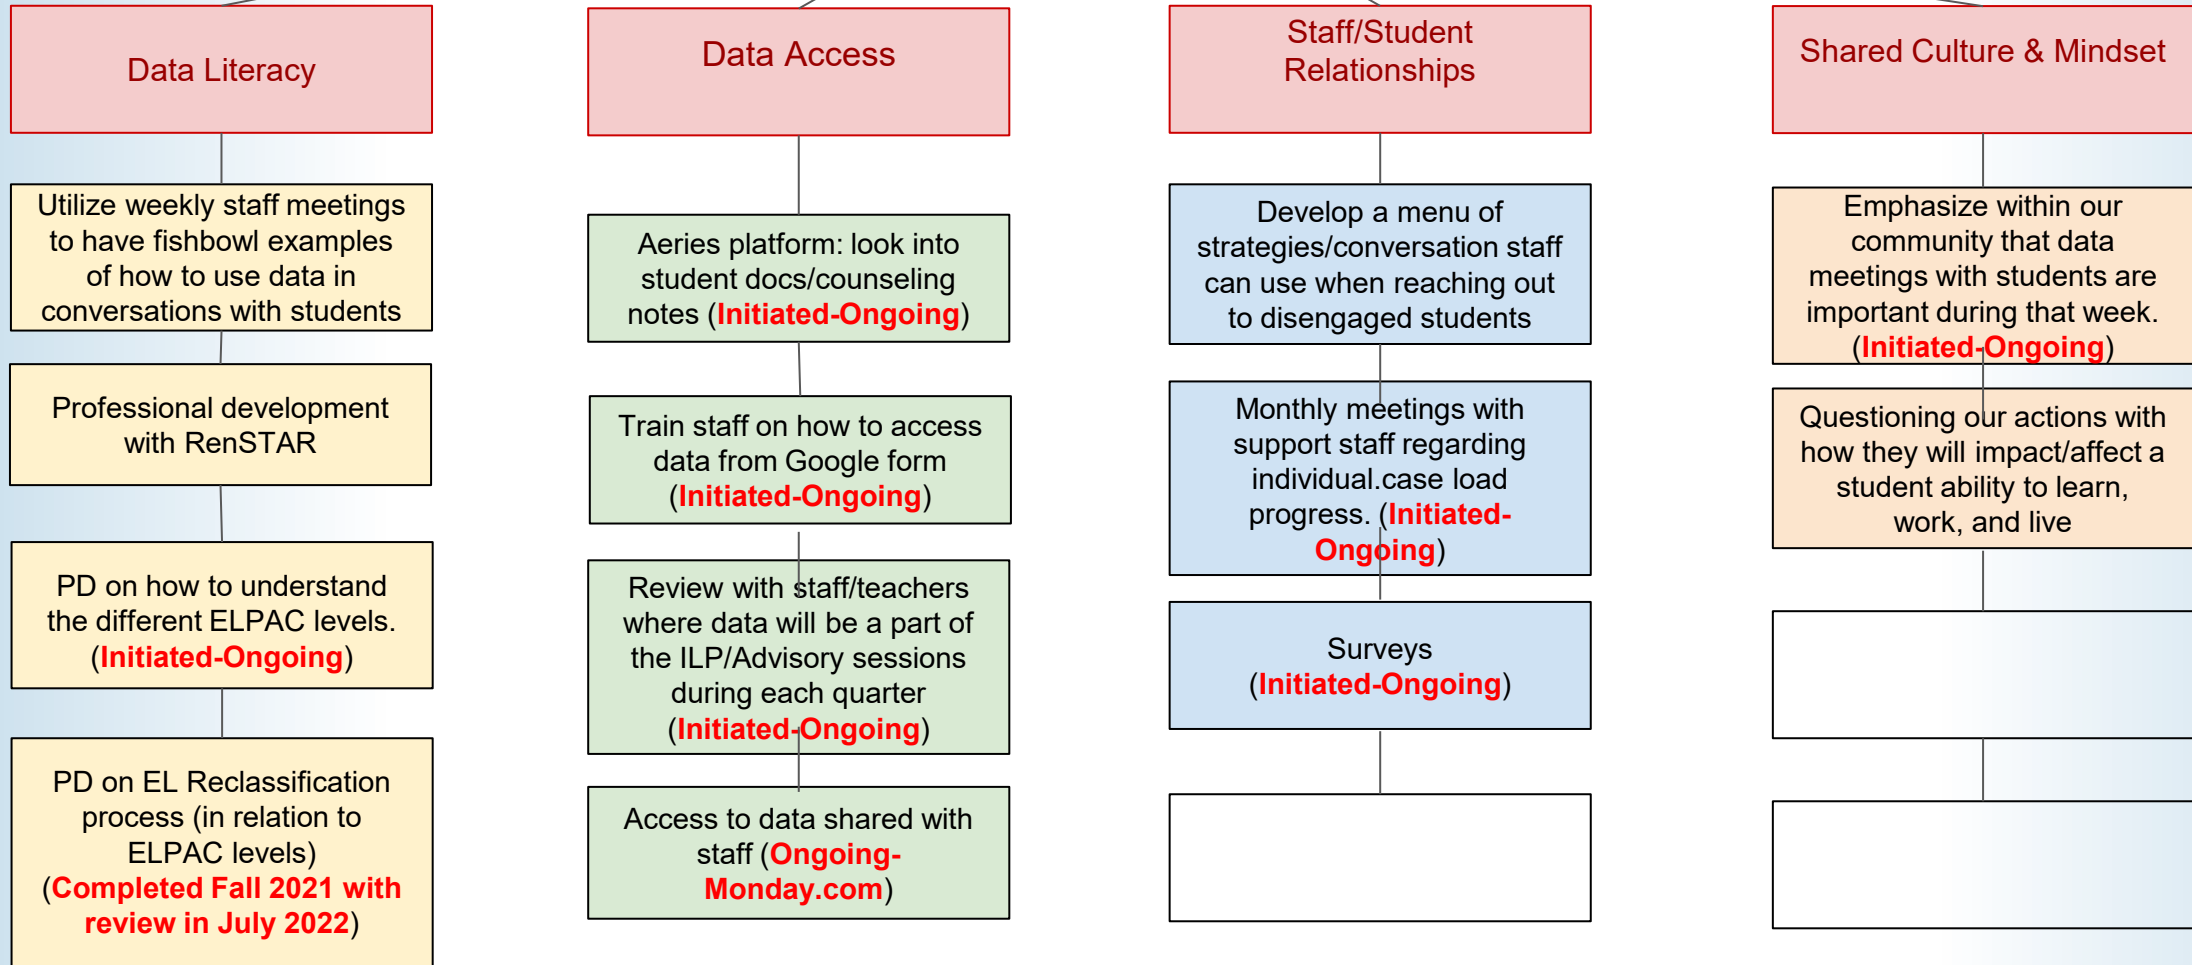 Data Literacy
Utilize weekly staff meetings
to have fishbowl examples
of how to use data in
conversations with students
Professional development
with RenSTAR
PD on how to understand
the different ELPAC levels.
(Initiated-Ongoing)
PD on EL Reclassification
process (in relation to
ELPAC levels)
(Completed Fall 2021 with
review in July 2022)
Data Access
Aeries platform: look into
student docs/counseling
notes (Initiated-Ongoing)
Train staff on how to access
data from Google form
(Initiated-Ongoing)
Review with staff/teachers
where data will be a part of
the ILP/Advisory sessions
during each quarter
(Initiated-Ongoing)
Access to data shared with
staff (Ongoing-
Monday.com)
Staff/Student
Relationships
Develop a menu of
strategies/conversation staff
can use when reaching out
to disengaged students
Monthly meetings with
support staff regarding
individual.case load
progress. (Initiated-
Ongoing)
Surveys
(Initiated-Ongoing)
Shared Culture & Mindset
Emphasize within our
community that data
meetings with students are
important during that week.
(Initiated-Ongoing)
Questioning our actions with
how they will impact/affect a
student ability to learn,
work, and live